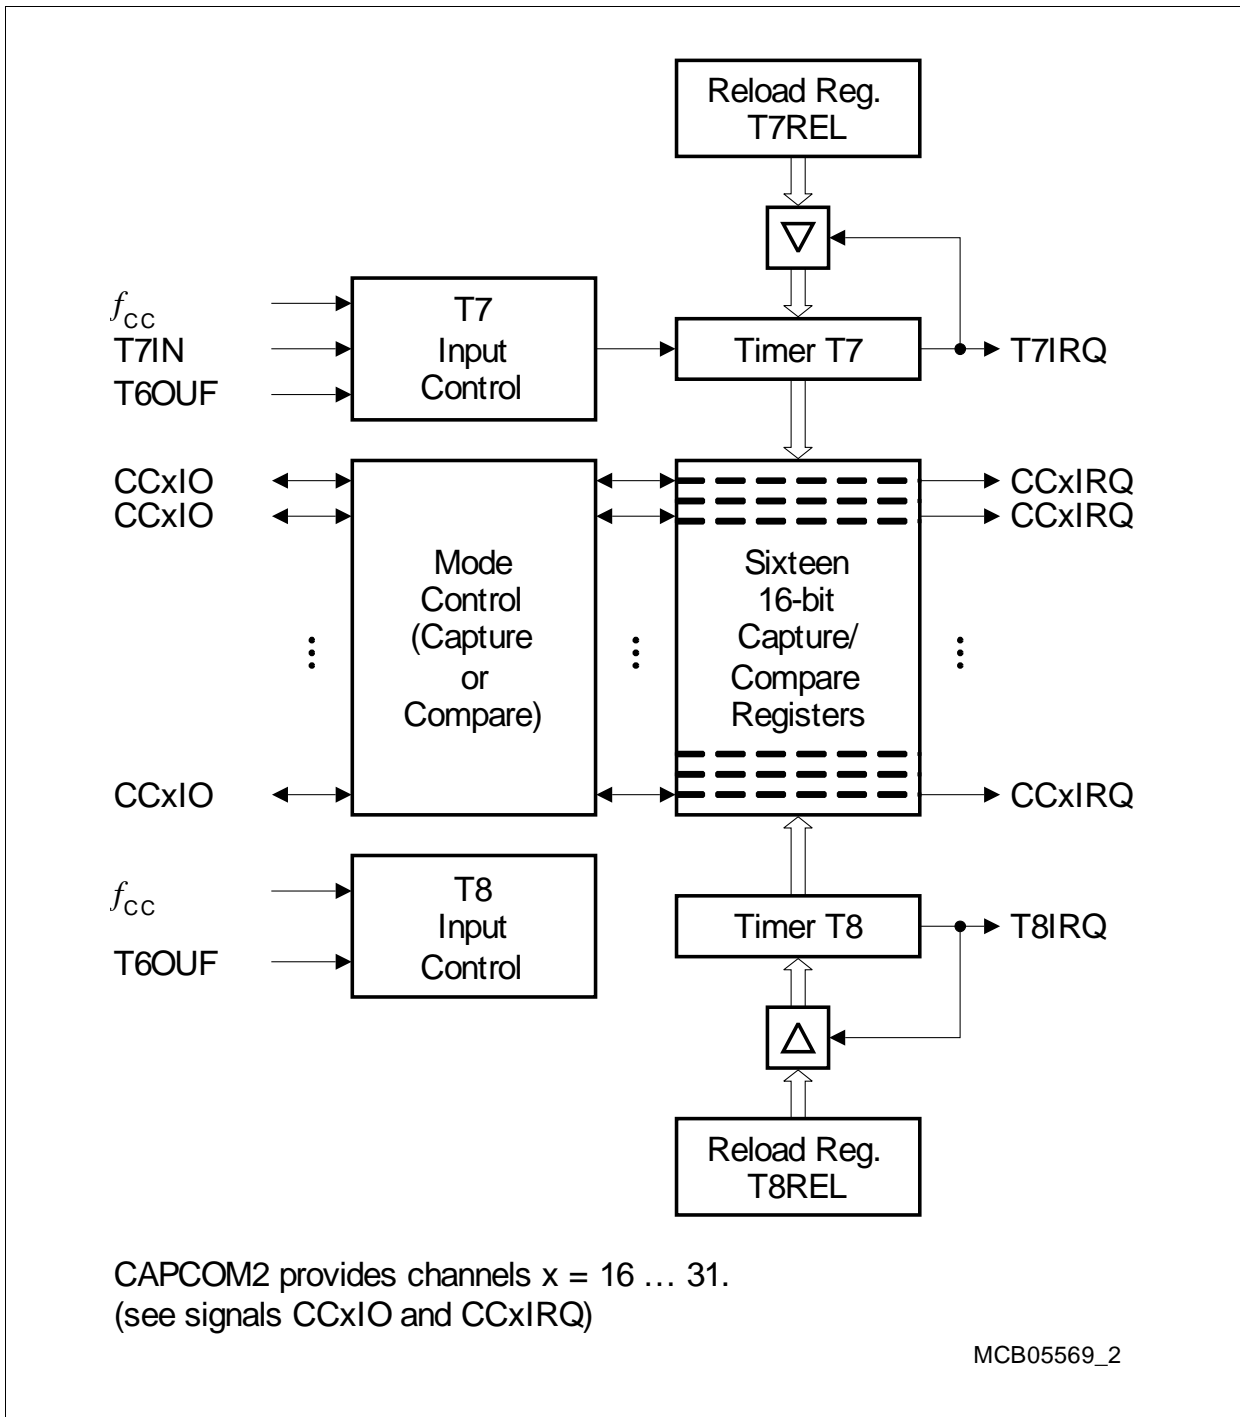 Reload Reg.
T7REL
f CC
T7IN
T6OUF
T7
Input
Control
Timer T7
T7IRQ
CCxIO
CCxIO
CCxIO
Mode
Control
(Capture
or
Compare)
Sixteen
16-bit
Capture/
Compare
Registers
CCxIRQ
CCxIRQ
CCxIRQ
f CC
T6OUF
T8
Input
Control
Timer T8
T8IRQ
Reload Reg.
T8REL
CAPCOM2 provides channels x = 16 … 31.
(see signals CCxIO and CCxIRQ)
MCB05569_2